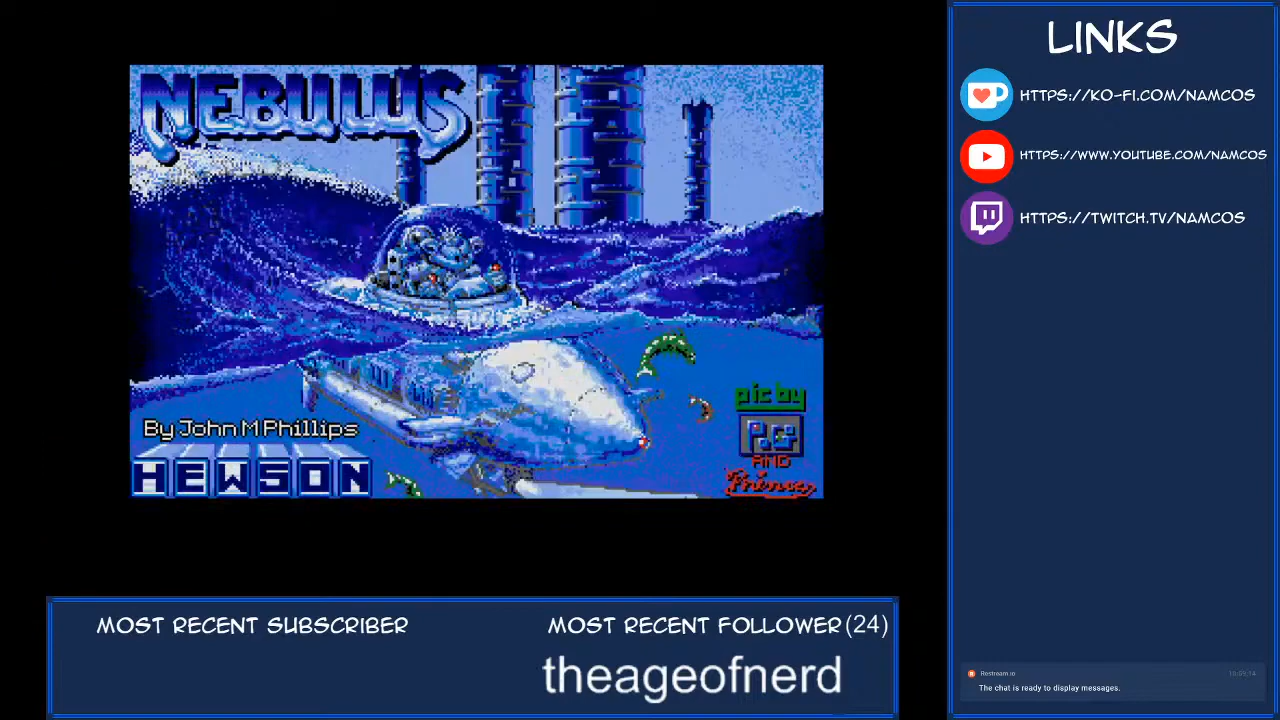 NEBULUS
By John M Phillips
HEWSON
pic by
AND
LINKS
HTTPS://KO-FI.COM/NAMCOS
HTTPS://WWW.YOUTUBE.COM/NAMCOS
HTTPS://TWITCH.TV/NAMCOS
MOST RECENT SUBSCRIBER
MOST RECENT FOLLOWER (24)
theageofnerd
Restream.io
The chat is ready to display messages.